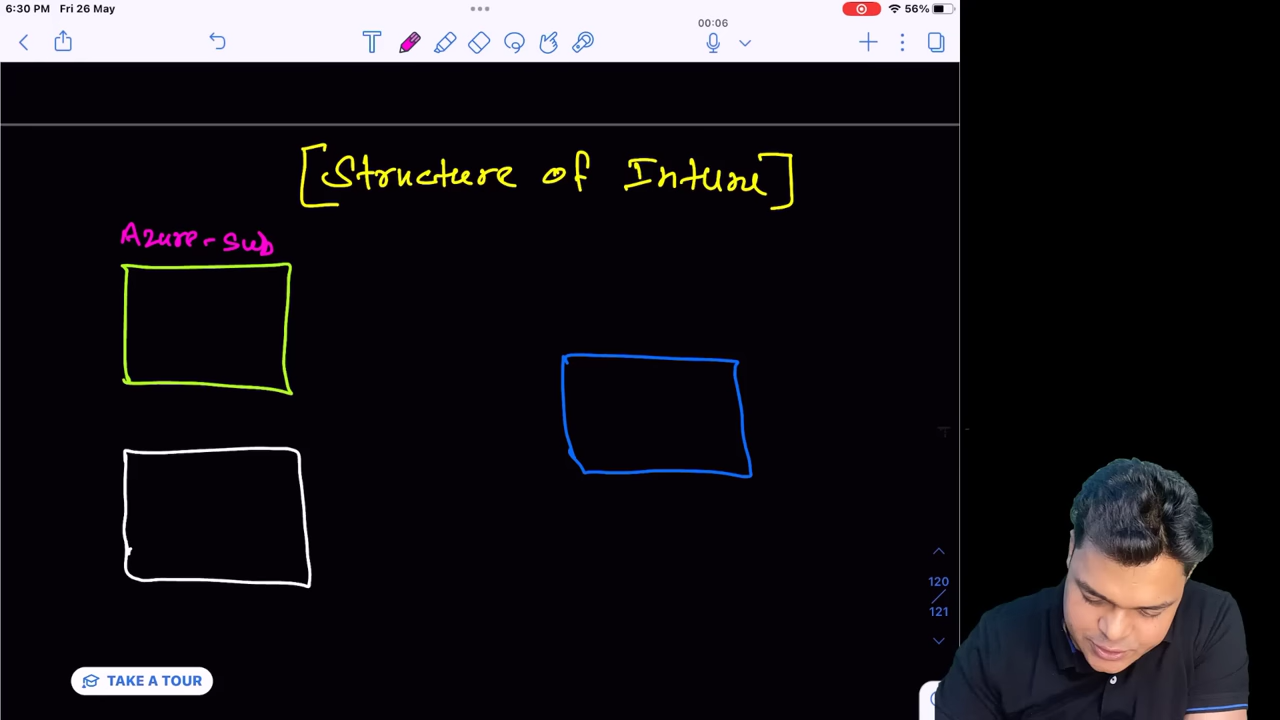 6:30 PM Fri 26 May
56%
T
00:06
[Structure of Intune]
Azure - Sub
120
121
TAKE A TOUR